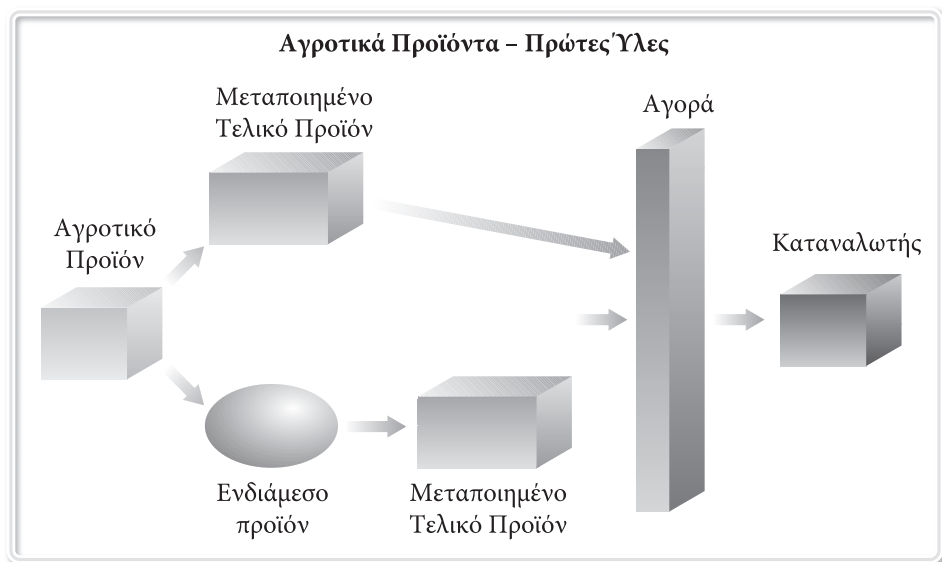 Αγροτικά Προϊόντα – Πρώτες Ύλες
Μεταποιημένο
Τελικό Προϊόν
Αγορά
Αγροτικό
Προϊόν
Καταναλωτής
Ενδιάμεσο
προϊόν
Μεταποιημένο
Τελικό Προϊόν